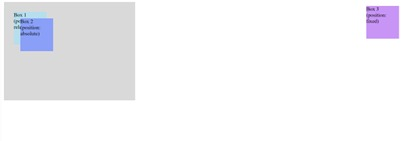 Box 1
Box 2
(position:
absolute)
Box 3
(position:
fixed)